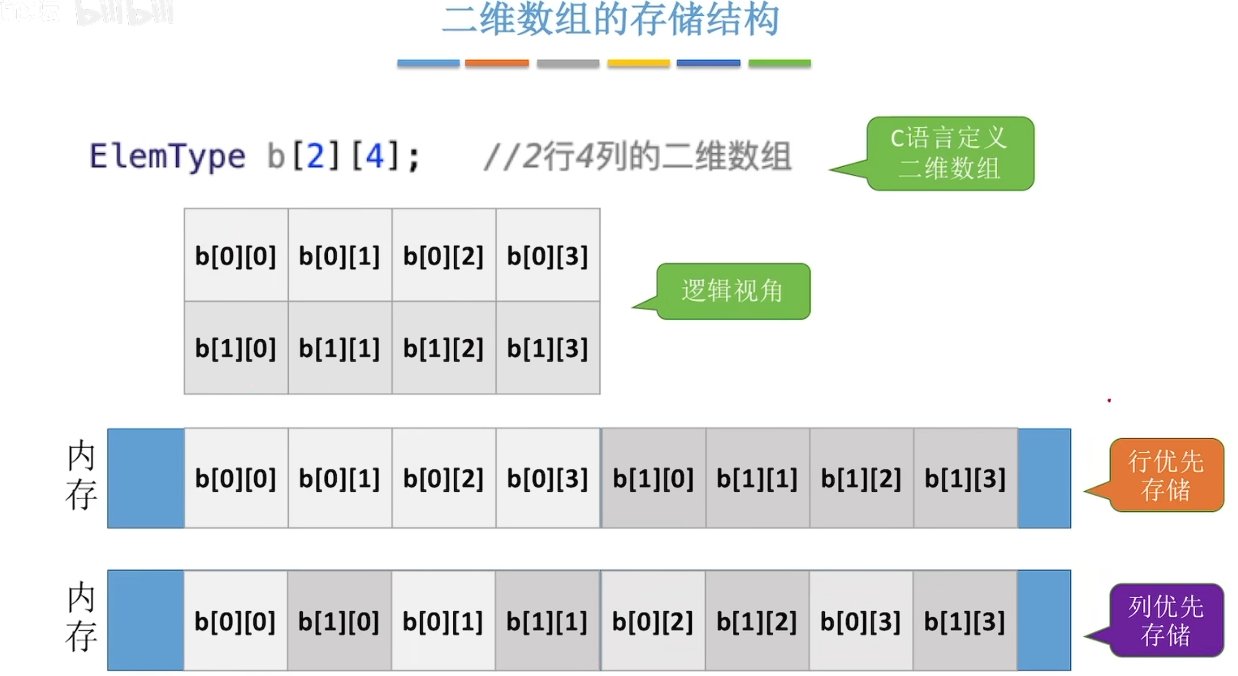 bilibili
二维数组的存储结构
ElemType b[2][4]; //2行4列的二维数组
C语言定义
二维数组
b[0][0] b[0][1] b[0][2] b[0][3]
逻辑视角
b[1][0] b[1][1] b[1][2] b[1][3]
内存
b[0][0] b[0][1] b[0][2] b[0][3] b[1][0] b[1][1] b[1][2] b[1][3]
行优先
存储
内存
b[0][0] b[1][0] b[0][1] b[1][1] b[0][2] b[1][2] b[0][3] b[1][3]
列优先
存储